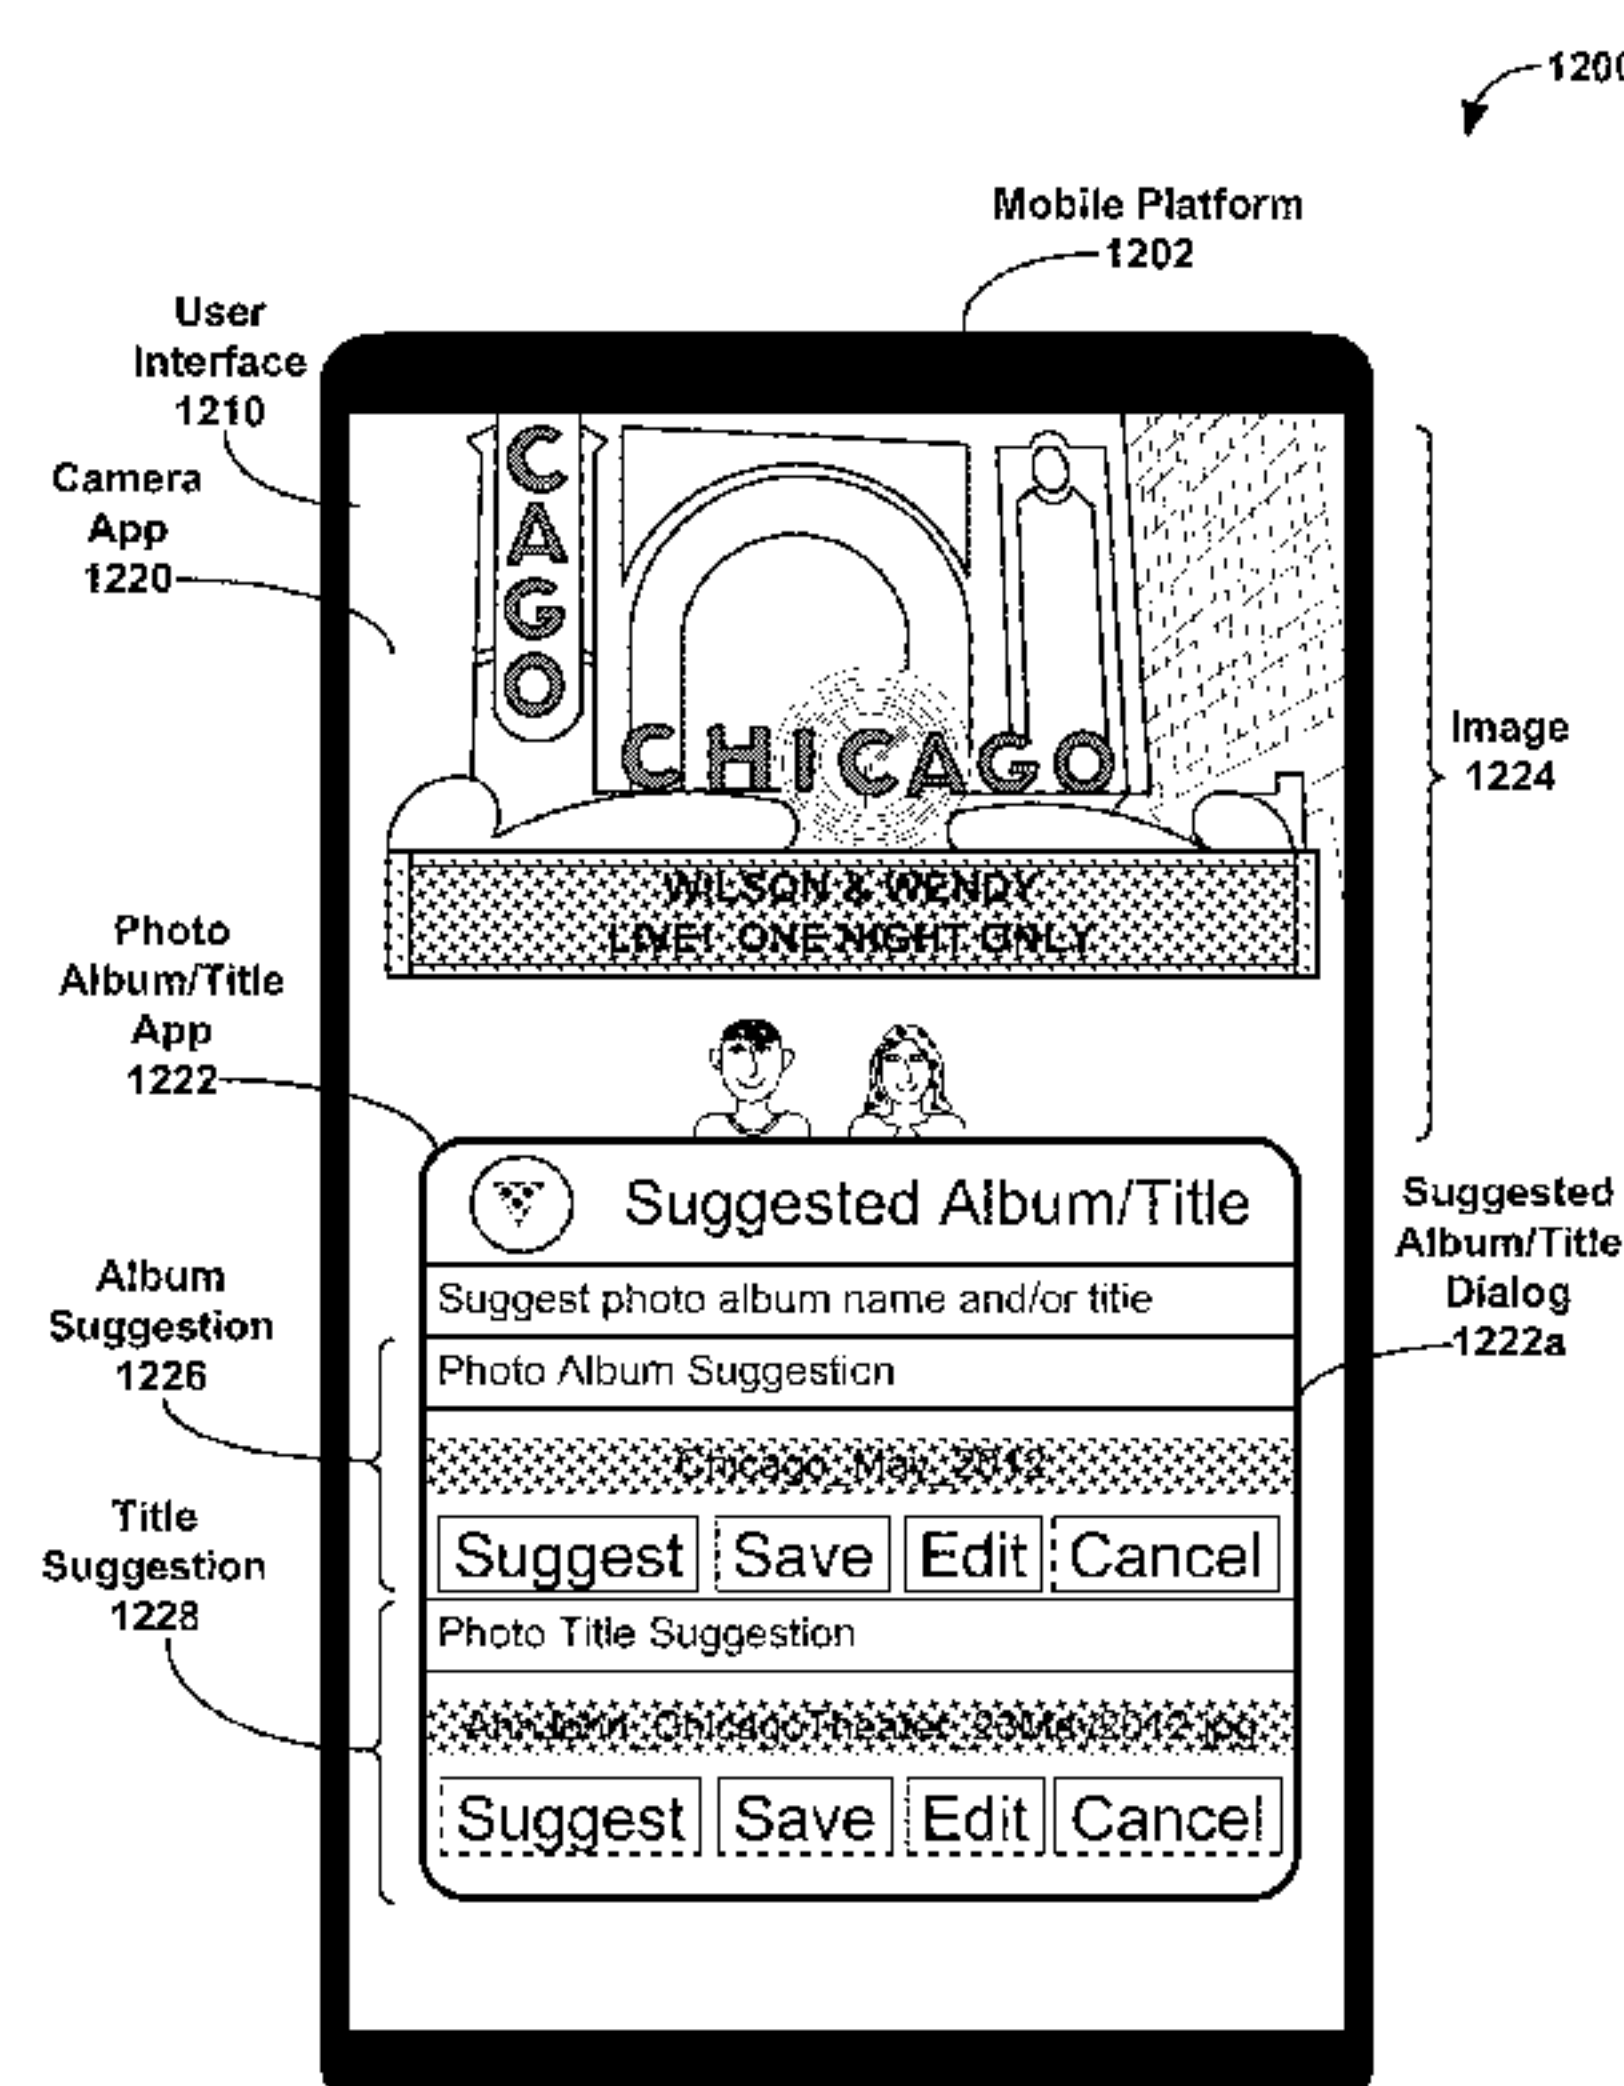 1200
Mobile Platform
1202
User
Interface
1210
Camera
App
1220
C
A
G
O
CHICAGO
Image
1224
WILSON & WENDY
LIVE! ONE NIGHT ONLY
Photo
Album/Title
App
1222
Suggested Album/Title
Suggested
Album/Title
Dialog
1222a
Album
Suggestion
1226
Suggest photo album name and/or title
Photo Album Suggestion
Chicago_May_2012
Suggest Save Edit Cancel
Title
Suggestion
1228
Photo Title Suggestion
AnnJohn_ChicagoTheater_23May2012.jpg
Suggest Save Edit Cancel